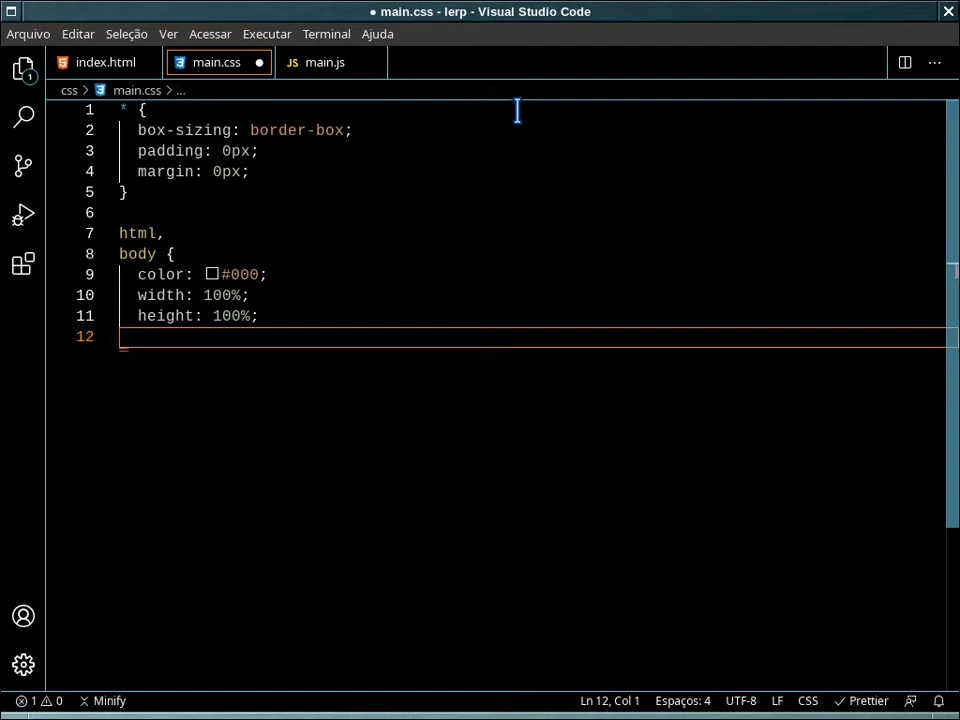 ● main.css - lerp - Visual Studio Code
Arquivo Editar Seleção Ver Acessar Executar Terminal Ajuda
index.html main.css ● JS main.js ...
css > main.css > ...
1 * {
2 box-sizing: border-box;
3 padding: 0px;
4 margin: 0px;
5 }
6
7 html,
8 body {
9 color: #000;
10 width: 100%;
11 height: 100%;
12
1 0 Minify Ln 12, Col 1 Espaços: 4 UTF-8 LF CSS Prettier